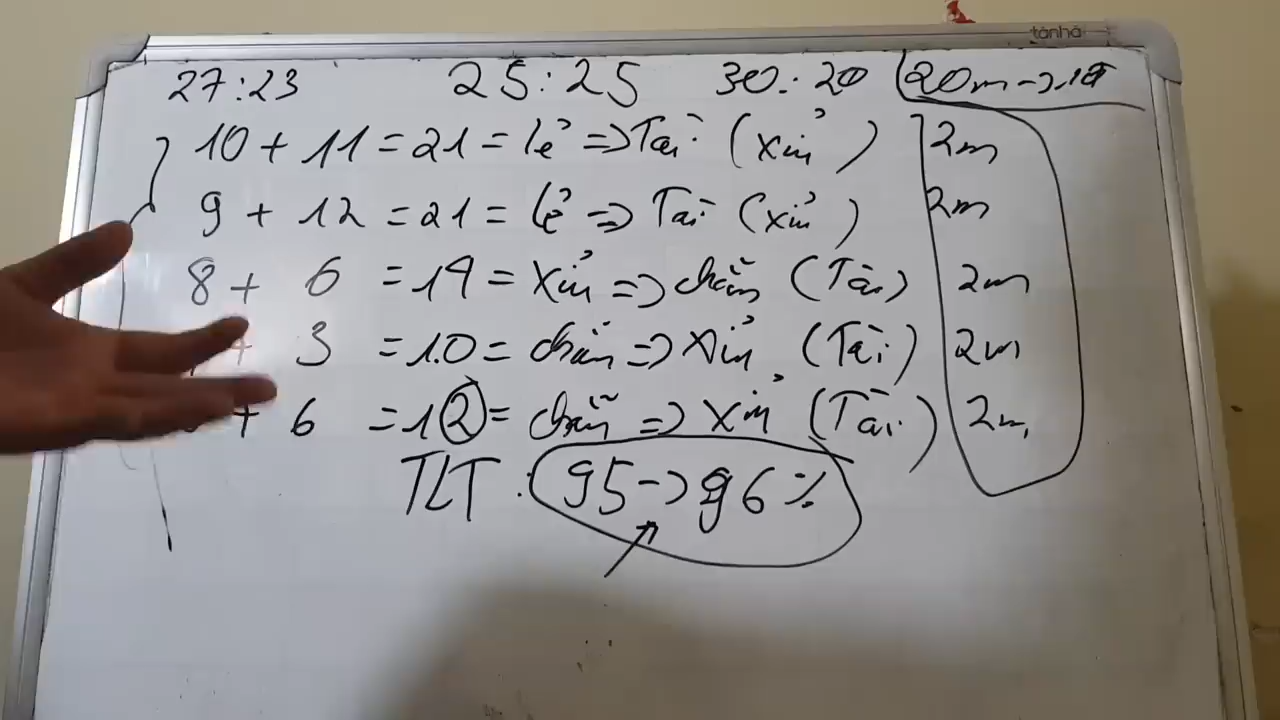 tânhà
27:23 25:25 30:20 20m->1
10 + 11 = 21 = lẻ => Tài (xỉu) 2m
9 + 12 = 21 = lẻ => Tài (xỉu) 2m
8 + 6 = 14 = xỉu => chẵn (Tài) 2m
+ 3 = 10 = chẵn => xỉu (Tài) 2m
+ 6 = 12 = chẵn => xỉu (Tài) 2m
TLT: 95 -> 96%